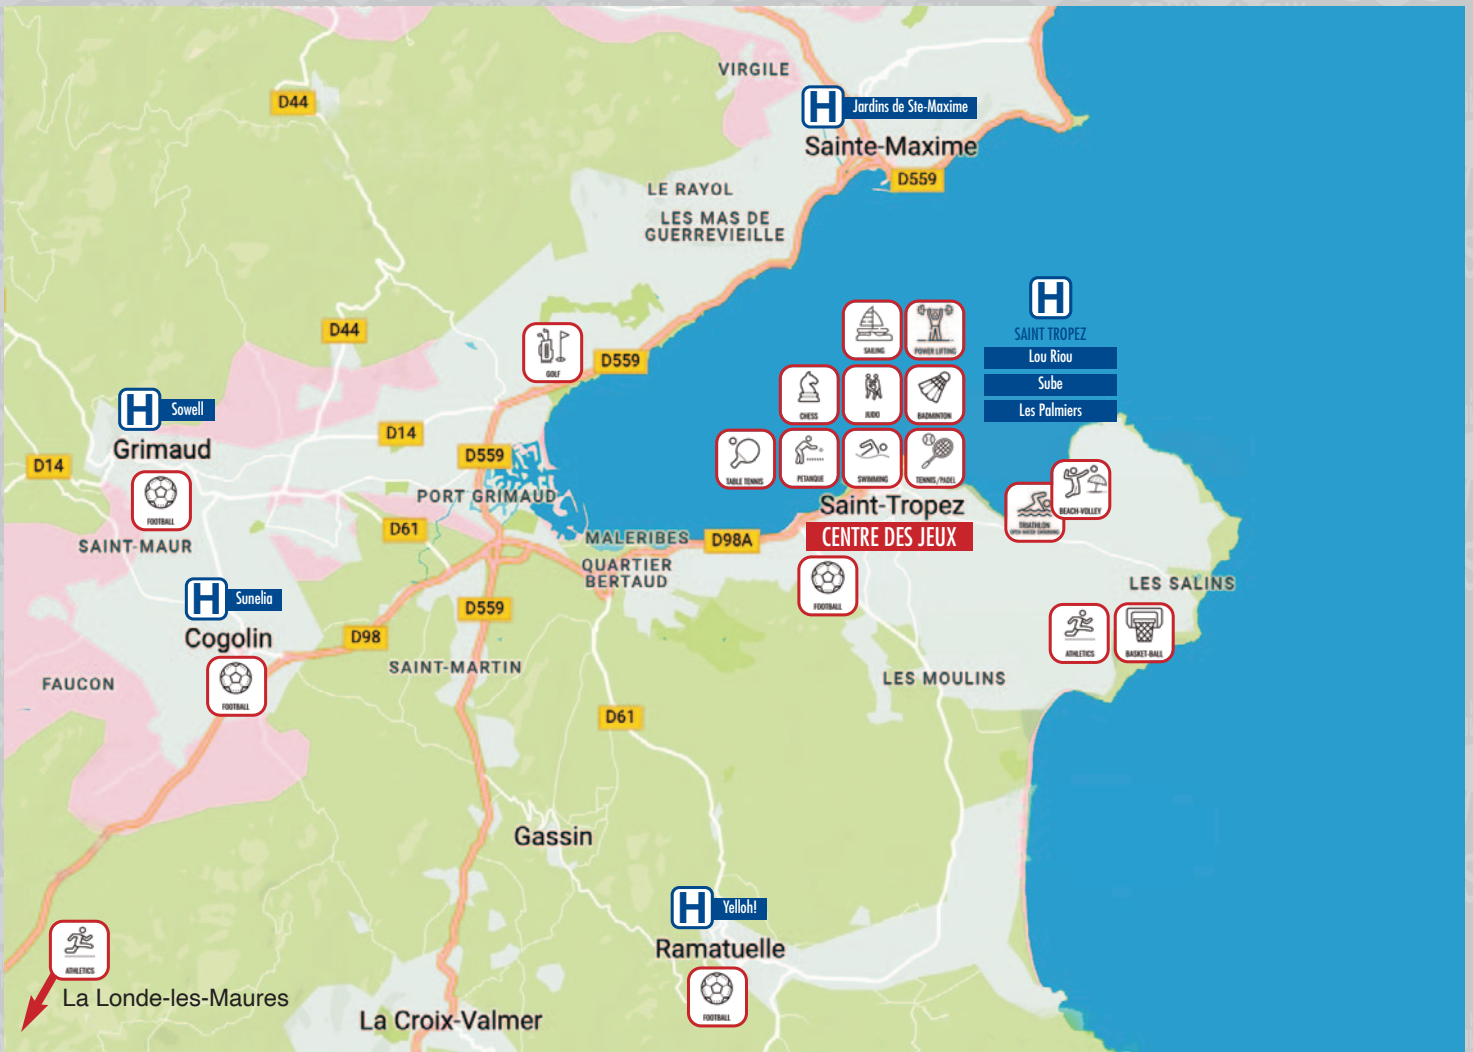 VIRGILE
D44
H
Jardins de Ste-Maxime
Sainte-Maxime
D559
LE RAYOL
LES MAS DE
GUERREVIEILLE
H
SAINT TROPEZ
Lou Riou
Sube
Les Palmiers
SAILING
POWER LIFTING
D44
GOLF
D559
CHESS
JUDO
BADMINTON
H
Sowell
Grimaud
D14
D14
D559
TABLE TENNIS
PETANQUE
SWIMMING
TENNIS/PADEL
FOOTBALL
PORT GRIMAUD
Saint-Tropez
CENTRE DES JEUX
BEACH-VOLLEY
TRIATHLON
OPEN WATER SWIMMING
SAINT-MAUR
D61
MALERIBES
D98A
QUARTIER
BERTAUD
FOOTBALL
LES SALINS
H
Sunelia
Cogolin
D559
D98
ATHLETICS
BASKET-BALL
FAUCON
FOOTBALL
SAINT-MARTIN
LES MOULINS
D61
Gassin
H
Yelloh!
Ramatuelle
FOOTBALL
ATHLETICS
La Londe-les-Maures
La Croix-Valmer